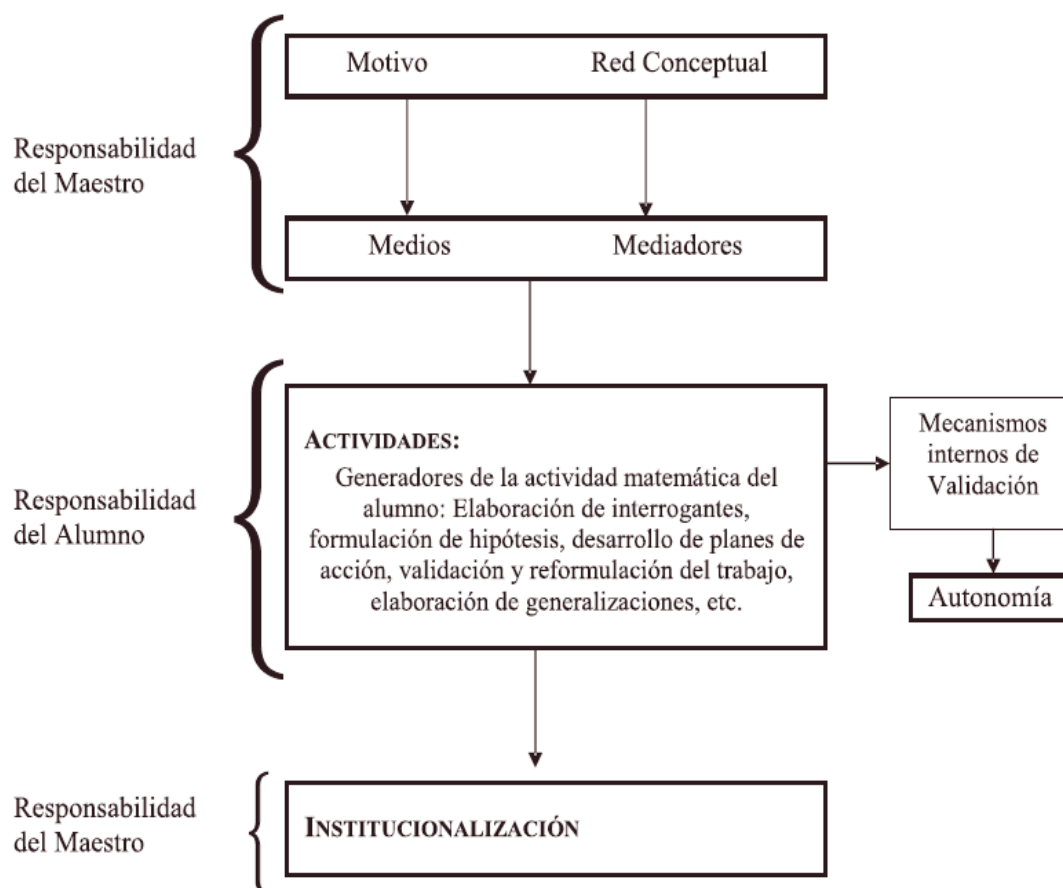 Motivo Red Conceptual
Responsabilidad
del Maestro
Medios Mediadores
Responsabilidad
del Alumno
ACTIVIDADES:
Generadores de la actividad matemática del
alumno: Elaboración de interrogantes,
formulación de hipótesis, desarrollo de planes de
acción, validación y reformulación del trabajo,
elaboración de generalizaciones, etc.
Mecanismos
internos de
Validación
Autonomía
Responsabilidad
del Maestro
INSTITUCIONALIZACIÓN